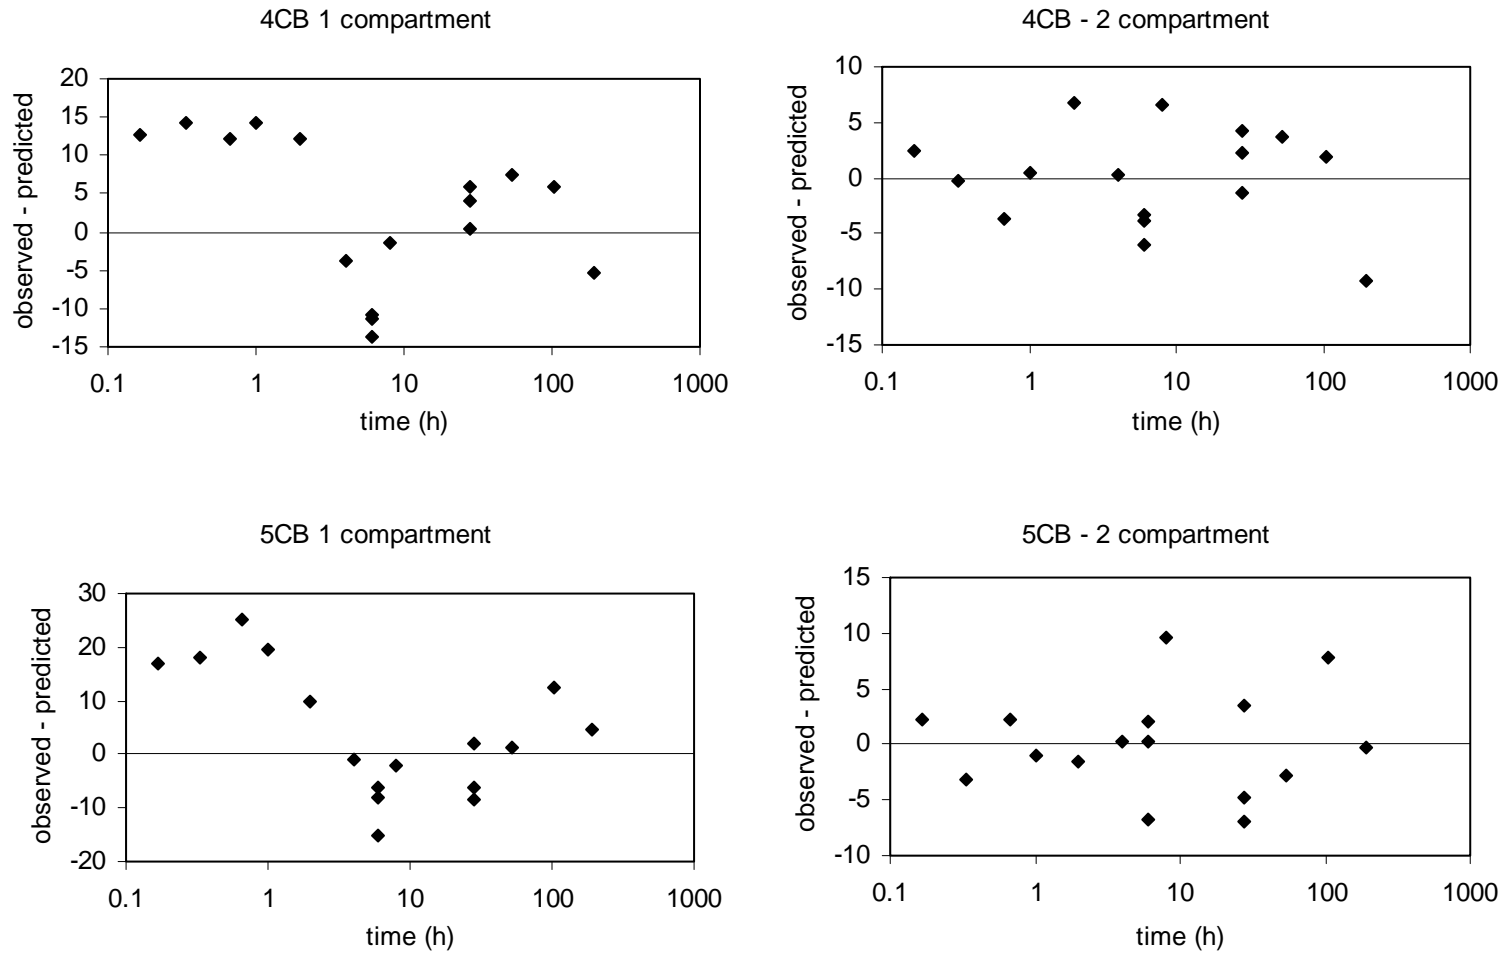 4CB 1 compartment
20
15
10
5
0
-5
-10
-15
0.1 1 10 100 1000
time (h)
observed - predicted
4CB - 2 compartment
10
5
0
-5
-10
-15
0.1 1 10 100 1000
time (h)
observed - predicted
5CB 1 compartment
30
20
10
0
-10
-20
0.1 1 10 100 1000
time (h)
observed - predicted
5CB - 2 compartment
15
10
5
0
-5
-10
0.1 1 10 100 1000
time (h)
observed - predicted